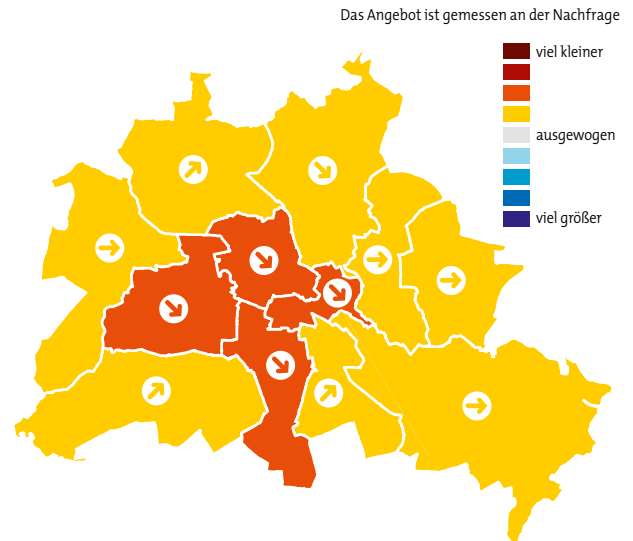 Das Angebot ist gemessen an der Nachfrage
viel kleiner
ausgewogen
viel größer